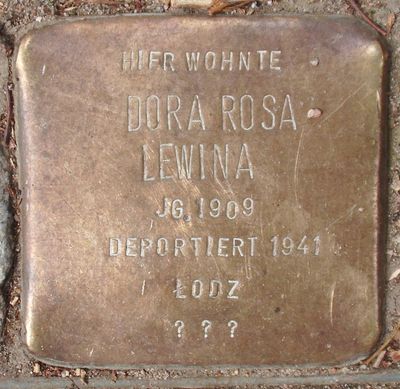 HIER WOHNTE
DORA ROSA
LEWINA
JG. 1909
DEPORTIERT 1941
ŁODZ
? ? ?